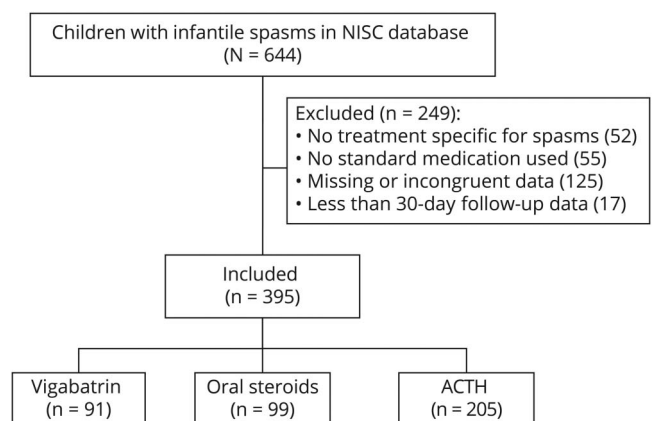 Children with infantile spasms in NISC database
(N = 644)
Excluded (n = 249):
• No treatment specific for spasms (52)
• No standard medication used (55)
• Missing or incongruent data (125)
• Less than 30-day follow-up data (17)
Included
(n = 395)
Vigabatrin
(n = 91)
Oral steroids
(n = 99)
ACTH
(n = 205)